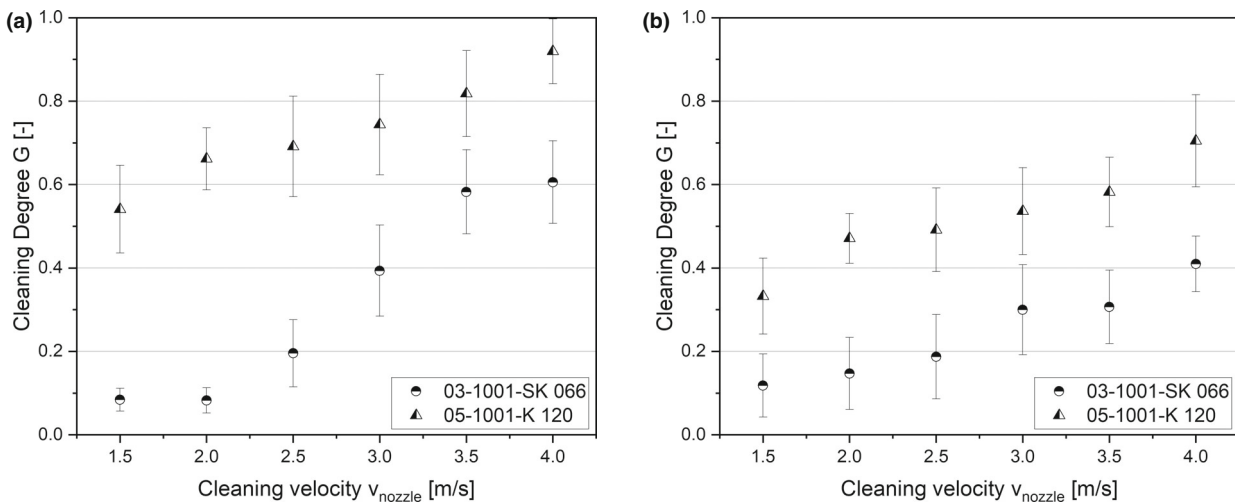 (a)
1.0
0.8
0.6
0.4
0.2
0.0
Cleaning Degree G [-]
03-1001-SK 066
05-1001-K 120
1.5 2.0 2.5 3.0 3.5 4.0
Cleaning velocity vnozzle [m/s]
(b)
1.0
0.8
0.6
0.4
0.2
0.0
Cleaning Degree G [-]
03-1001-SK 066
05-1001-K 120
1.5 2.0 2.5 3.0 3.5 4.0
Cleaning velocity vnozzle [m/s]